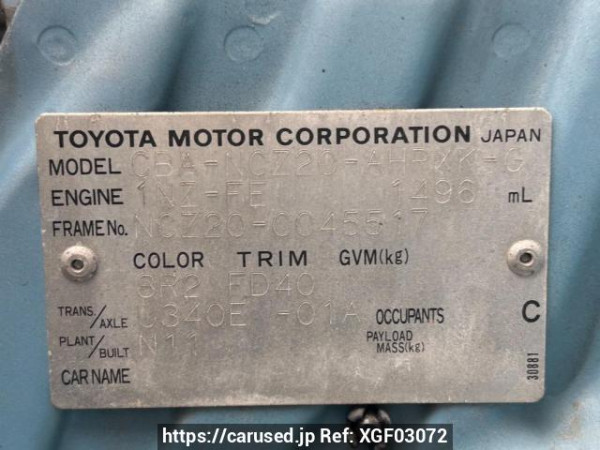 TOYOTA MOTOR CORPORATION JAPAN
MODEL CBA-NCZ20-AHPXK-G
ENGINE 1NZ-FE 1496 mL
FRAME No. NCZ20-0045517
COLOR TRIM GVM(kg)
8R2 FD40
TRANS./AXLE U340E -01A OCCUPANTS C
PLANT/BUILT N11 PAYLOAD MASS(kg)
CAR NAME
30881
https://carused.jp Ref: XGF03072